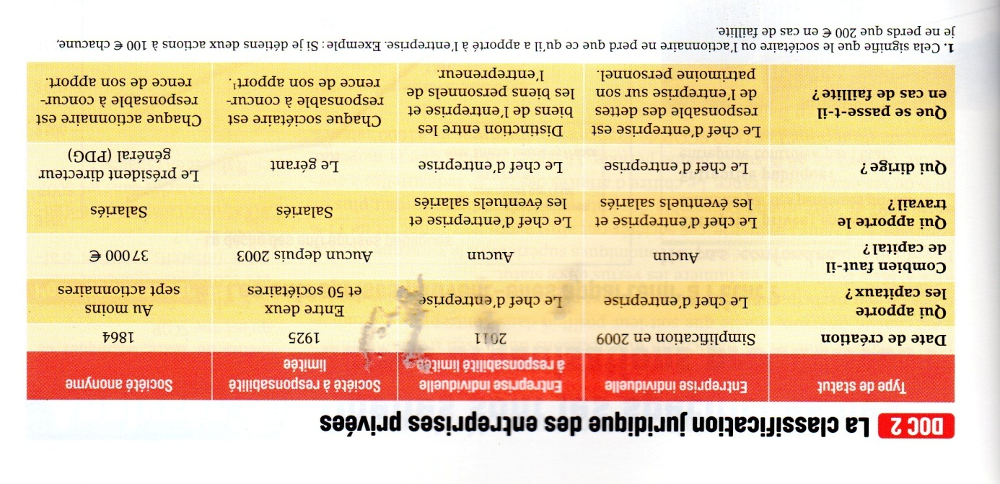 DOC 2 La classification juridique des entreprises privées
Type de statut
Entreprise individuelle
Entreprise individuelle
à responsabilité limitée
Société à responsabilité
limitée
Société anonyme
Date de création
Simplification en 2009
2011
1925
1864
Qui apporte
les capitaux ?
Le chef d'entreprise
Le chef d'entreprise
Entre deux
et 50 sociétaires
Au moins
sept actionnaires
Combien faut-il
de capital ?
Aucun
Aucun
Aucun depuis 2003
37 000 €
Qui apporte le
travail ?
Le chef d'entreprise et
les éventuels salariés
Le chef d'entreprise et
les éventuels salariés
Salariés
Salariés
Qui dirige ?
Le chef d'entreprise
Le chef d'entreprise
Le gérant
Le président directeur
général (PDG)
Que se passe-t-il
en cas de faillite ?
Le chef d'entreprise est
responsable des dettes
de l'entreprise sur son
patrimoine personnel.
Distinction entre les
biens de l'entreprise et
les biens personnels de
l'entrepreneur.
Chaque sociétaire est
responsable à concur-
rence de son apport¹.
Chaque actionnaire est
responsable à concur-
rence de son apport.
1. Cela signifie que le sociétaire ou l'actionnaire ne perd que ce qu'il a apporté à l'entreprise. Exemple : Si je détiens deux actions à 100 € chacune,
je ne perds que 200 € en cas de faillite.